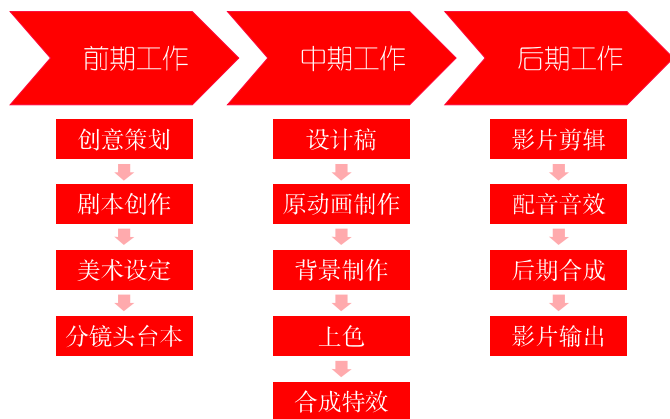 前期工作
创意策划
剧本创作
美术设定
分镜头台本
中期工作
设计稿
原动画制作
背景制作
上色
合成特效
后期工作
影片剪辑
配音音效
后期合成
影片输出